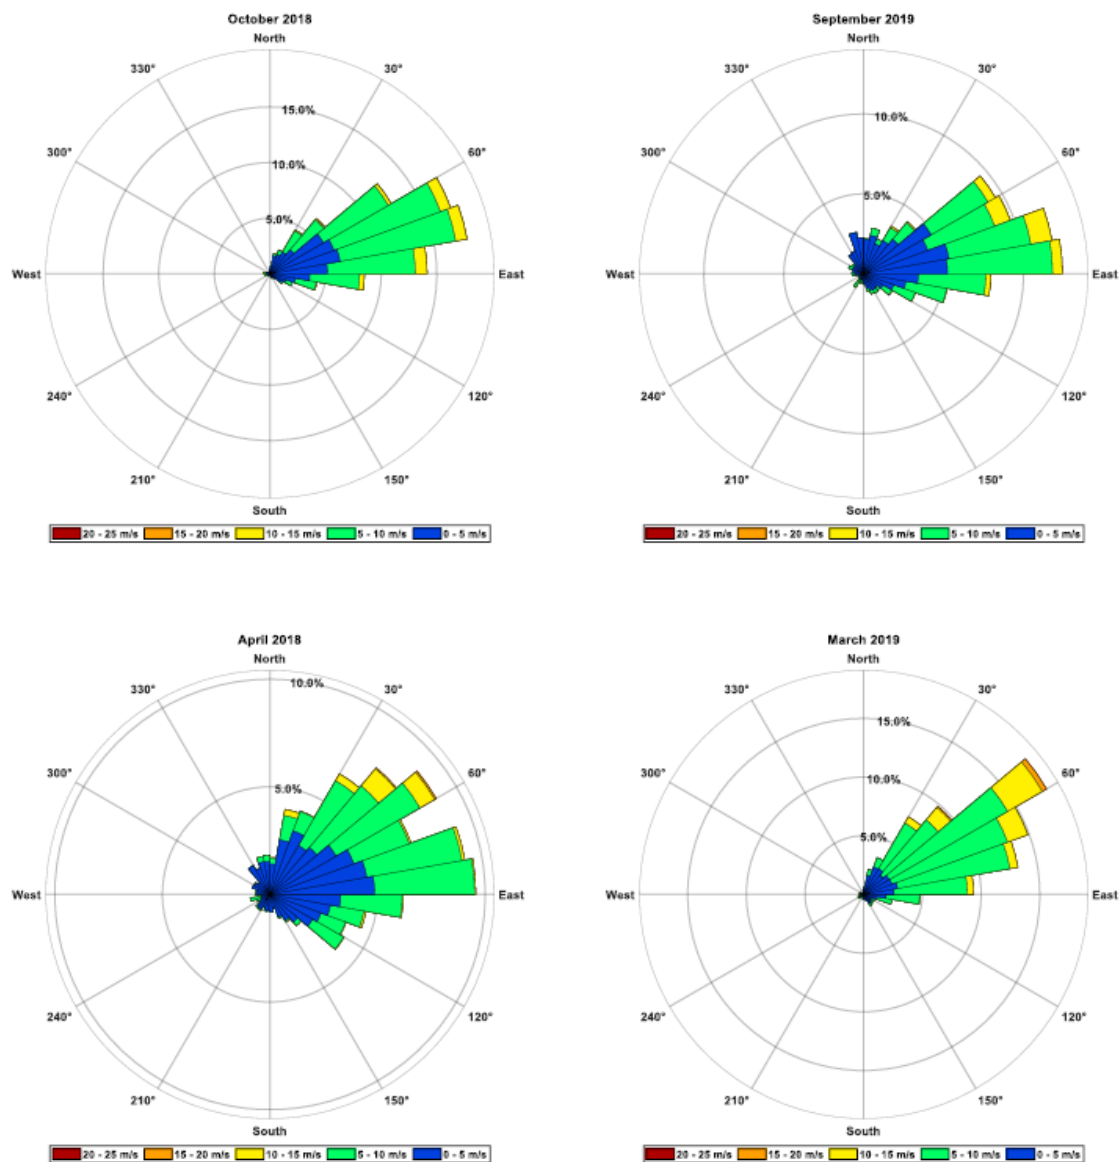 October 2018
North
330° 30°
15.0%
300° 10.0% 60°
5.0%
West East
240° 120°
210° 150°
South
20 - 25 m/s 15 - 20 m/s 10 - 15 m/s 5 - 10 m/s 0 - 5 m/s
September 2019
North
330° 30°
10.0%
300° 60°
5.0%
West East
240° 120°
210° 150°
South
20 - 25 m/s 15 - 20 m/s 10 - 15 m/s 5 - 10 m/s 0 - 5 m/s
April 2018
North
10.0%
330° 30°
300° 60°
5.0%
West East
240° 120°
210° 150°
South
20 - 25 m/s 15 - 20 m/s 10 - 15 m/s 5 - 10 m/s 0 - 5 m/s
March 2019
North
330° 30°
15.0%
300° 10.0% 60°
5.0%
West East
240° 120°
210° 150°
South
20 - 25 m/s 15 - 20 m/s 10 - 15 m/s 5 - 10 m/s 0 - 5 m/s